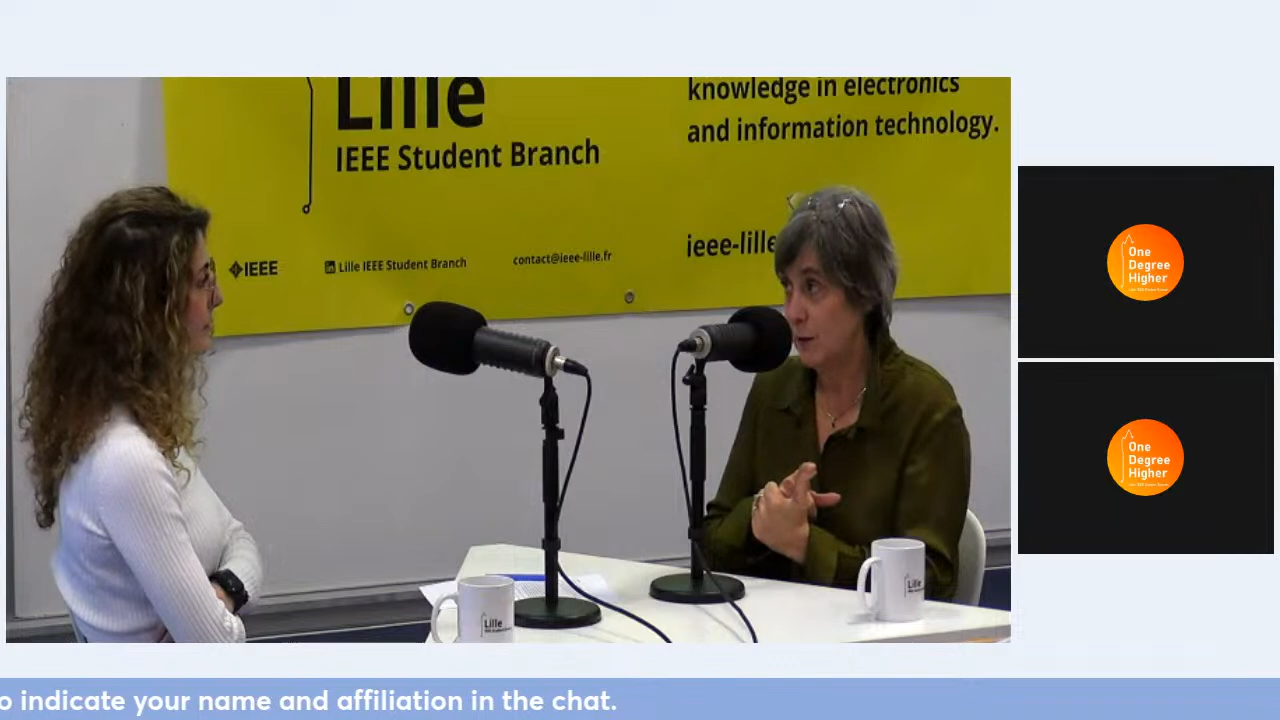 Lille
IEEE Student Branch
knowledge in electronics
and information technology.
ieee-lille
IEEE
Lille IEEE Student Branch
contact@ieee-lille.fr
One
Degree
Higher
One
Degree
Higher
Lille
Lille
o indicate your name and affiliation in the chat.